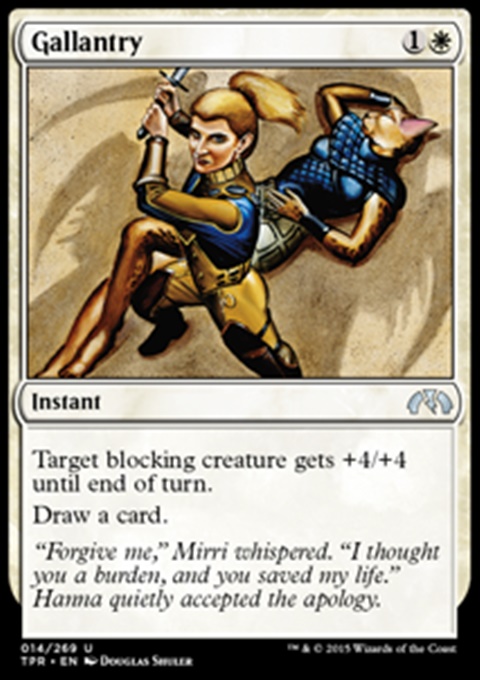 Gallantry 1
Instant
Target blocking creature gets +4/+4
until end of turn.
Draw a card.
"Forgive me," Mirri whispered. "I thought
you a burden, and you saved my life."
Hanna quietly accepted the apology.
014/269 U ™ & © 2015 Wizards of the Coast
TPR • EN Douglas Shuler